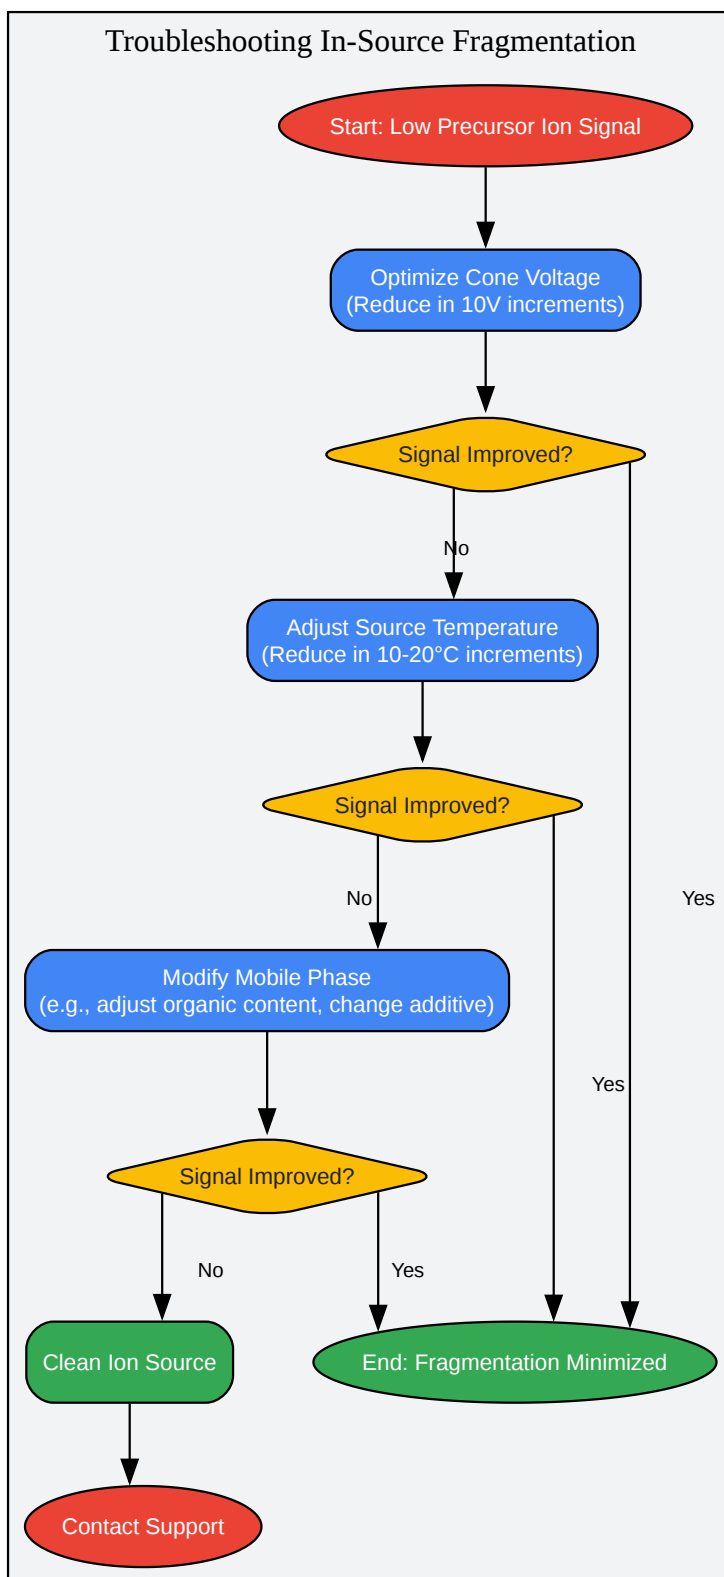 Troubleshooting In-Source Fragmentation
Start: Low Precursor Ion Signal
Optimize Cone Voltage
(Reduce in 10V increments)
Signal Improved?
No
Adjust Source Temperature
(Reduce in 10-20°C increments)
Signal Improved?
No
Yes
Modify Mobile Phase
(e.g., adjust organic content, change additive)
Yes
Signal Improved?
No
Yes
Clean Ion Source
End: Fragmentation Minimized
Contact Support